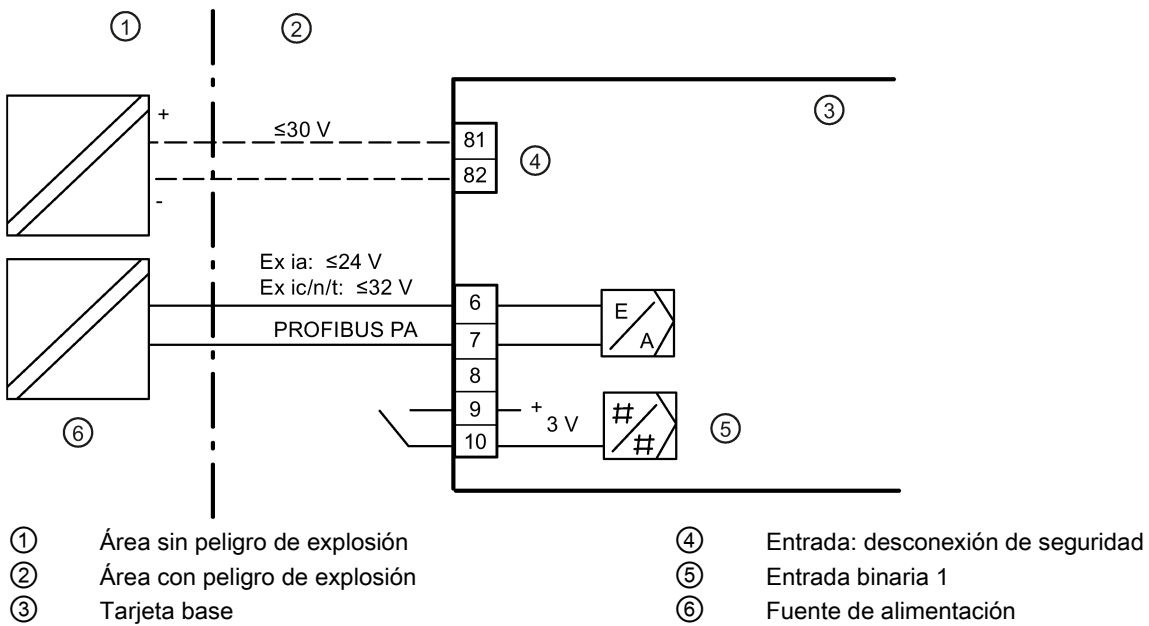 ① ②
③
+
≤30 V
81
④
82
-
Ex ia: ≤24 V
Ex ic/n/t: ≤32 V
6
E
PROFIBUS PA
7
A
8
9
+
3 V
#
⑤
⑥
10
#
① Área sin peligro de explosión
② Área con peligro de explosión
③ Tarjeta base
④ Entrada: desconexión de seguridad
⑤ Entrada binaria 1
⑥ Fuente de alimentación